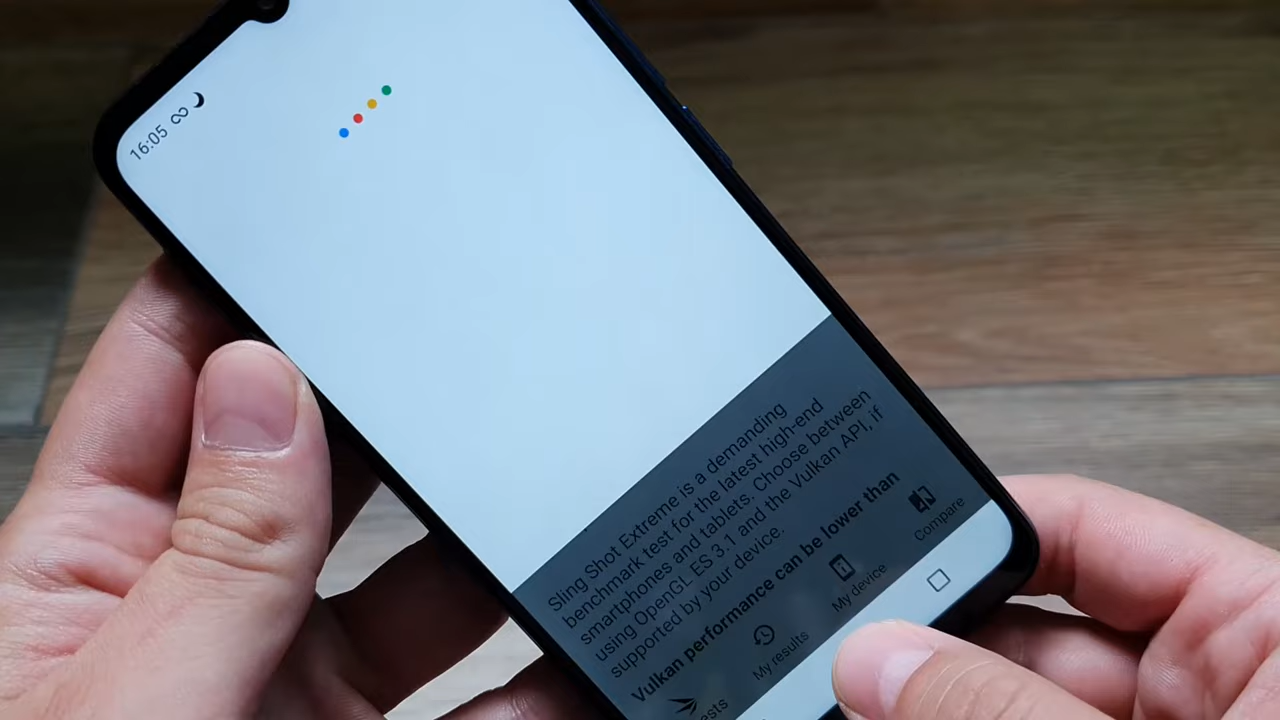 16:05
Sling Shot Extreme is a demanding
benchmark test for the latest high-end
smartphones and tablets. Choose between
using OpenGL ES 3.1 and the Vulkan API, if
supported by your device.
Vulkan performance can be lower than
My results
My device
Compare